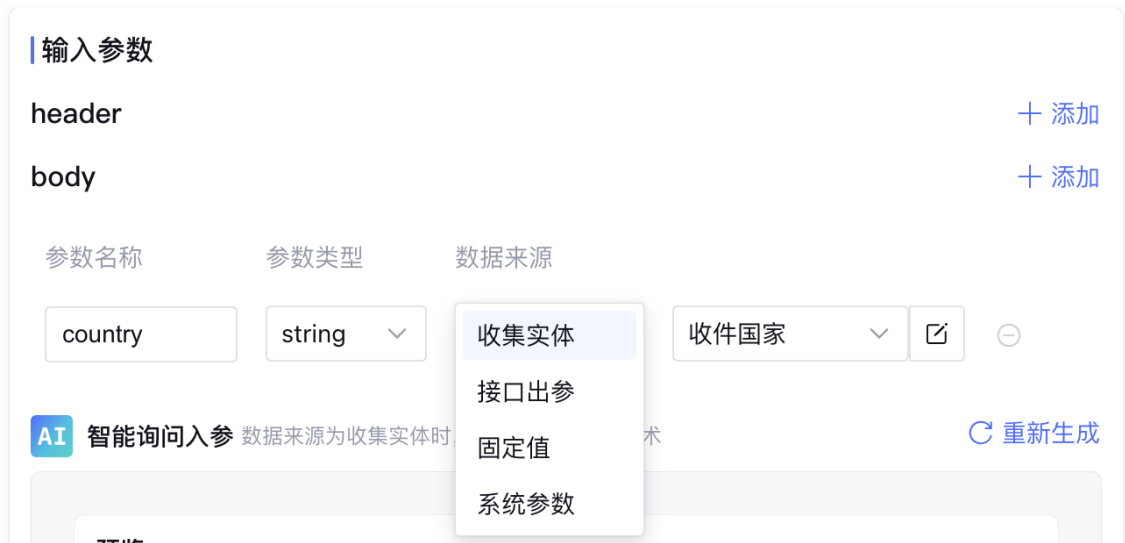 输入参数
header
添加
body
添加
参数名称 参数类型 数据来源
country string 收件国家
收集实体
接口出参
固定值
系统参数
AI 智能询问入参 数据来源为收集实体时, 术 重新生成